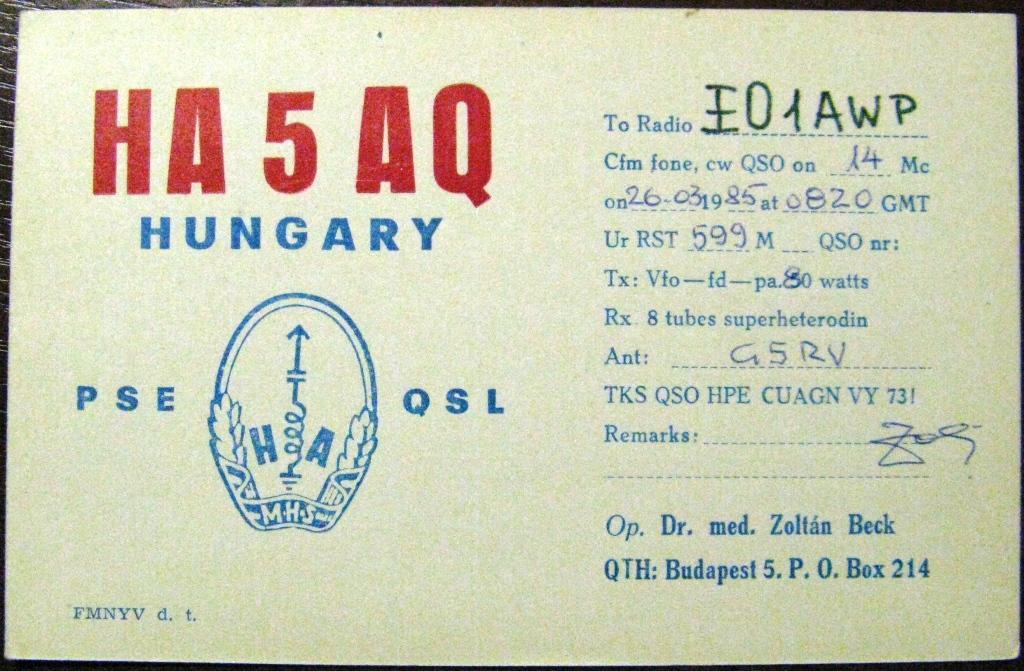 HA 5 AQ
HUNGARY
PSE QSL
H A
M·H·S
FMNYV d. t.
To Radio EO1AWP
Cfm fone, cw QSO on 14 Mc
on 26-03 1985 at 0820 GMT
Ur RST 599 M QSO nr:
Tx: Vfo—fd—pa. 80 watts
Rx 8 tubes superheterodin
Ant: G5RV
TKS QSO HPE CUAGN VY 73!
Remarks:
Op. Dr. med. Zoltán Beck
QTH: Budapest 5. P. O. Box 214